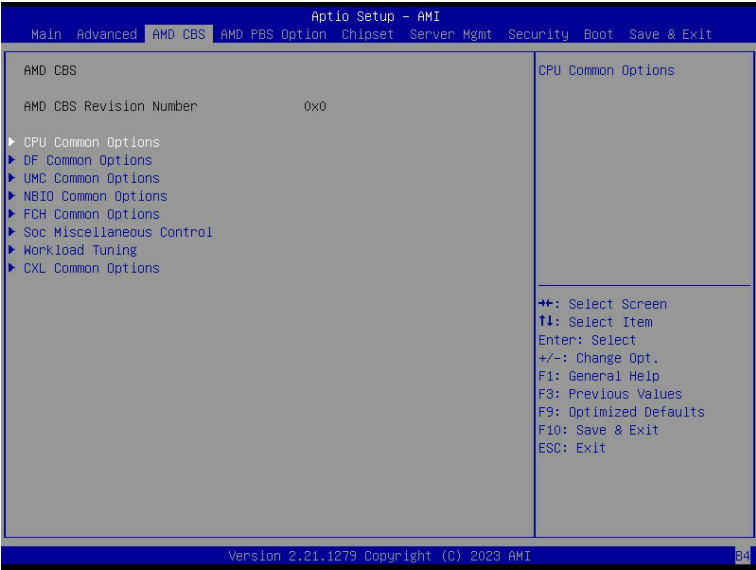 Aptio Setup - AMI
Main Advanced AMD CBS AMD PBS Option Chipset Server Mgmt Security Boot Save & Exit
AMD CBS
AMD CBS Revision Number 0x0
CPU Common Options
DF Common Options
UMC Common Options
NBIO Common Options
FCH Common Options
Soc Miscellaneous Control
Workload Tuning
CXL Common Options
CPU Common Options
→←: Select Screen
↑↓: Select Item
Enter: Select
+/-: Change Opt.
F1: General Help
F3: Previous Values
F9: Optimized Defaults
F10: Save & Exit
ESC: Exit
Version 2.21.1279 Copyright (C) 2023 AMI
B4